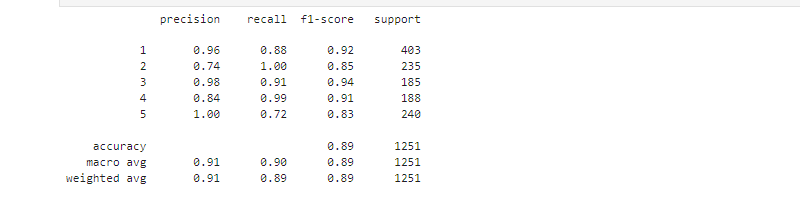 precision recall f1-score support
1 0.96 0.88 0.92 403
2 0.74 1.00 0.85 235
3 0.98 0.91 0.94 185
4 0.84 0.99 0.91 188
5 1.00 0.72 0.83 240
accuracy 0.89 1251
macro avg 0.91 0.90 0.89 1251
weighted avg 0.91 0.89 0.89 1251